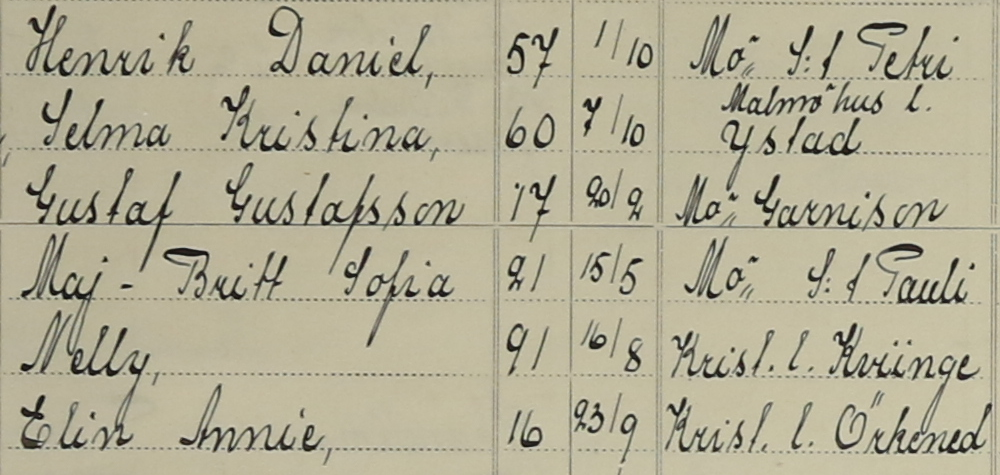 Henrik Daniel, 57 1/10 Mö„ S:t Petri
Malmöhus l.
Selma Kristina, 60 7/10 Ystad
Gustaf Gustafsson 17 20/2 Mö„ Garnison
Maj-Britt Sofia 21 15/5 Mö„ S:t Pauli
Nelly, 91 16/8 Krist. l. Kviinge
Elin Annie, 16 23/9 Krist. l. Örkened